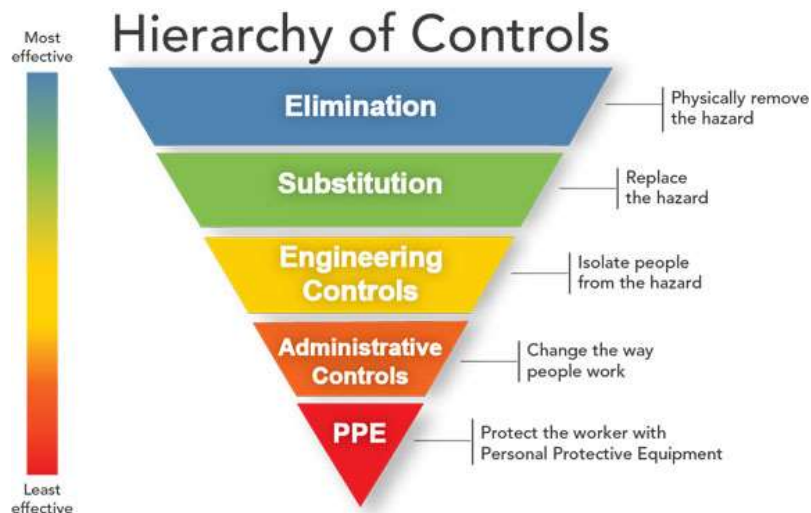 Hierarchy of Controls
Most
effective
Elimination
Physically remove
the hazard
Substitution
Replace
the hazard
Engineering
Controls
Isolate people
from the hazard
Administrative
Controls
Change the way
people work
PPE
Protect the worker with
Personal Protective Equipment
Least
effective